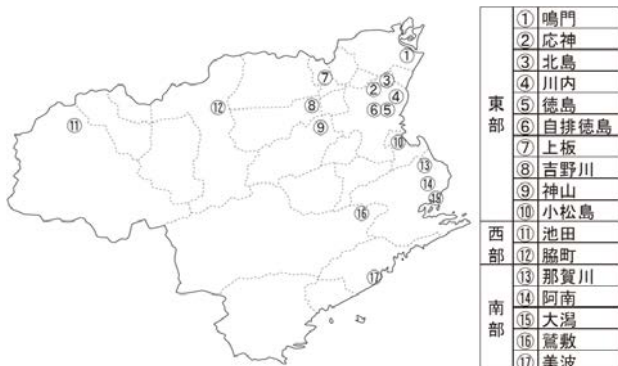 東部
① 鳴門
② 応神
③ 北島
④ 川内
⑤ 徳島
⑥ 自排徳島
⑦ 上板
⑧ 吉野川
⑨ 神山
⑩ 小松島
西部
⑪ 池田
⑫ 脇町
南部
⑬ 那賀川
⑭ 阿南
⑮ 大潟
⑯ 鷲敷
⑰ 美波
①
⑦
③
②
④
⑫
⑧
⑥⑤
⑪
⑨
⑩
⑬
⑭
⑮
⑯
⑰